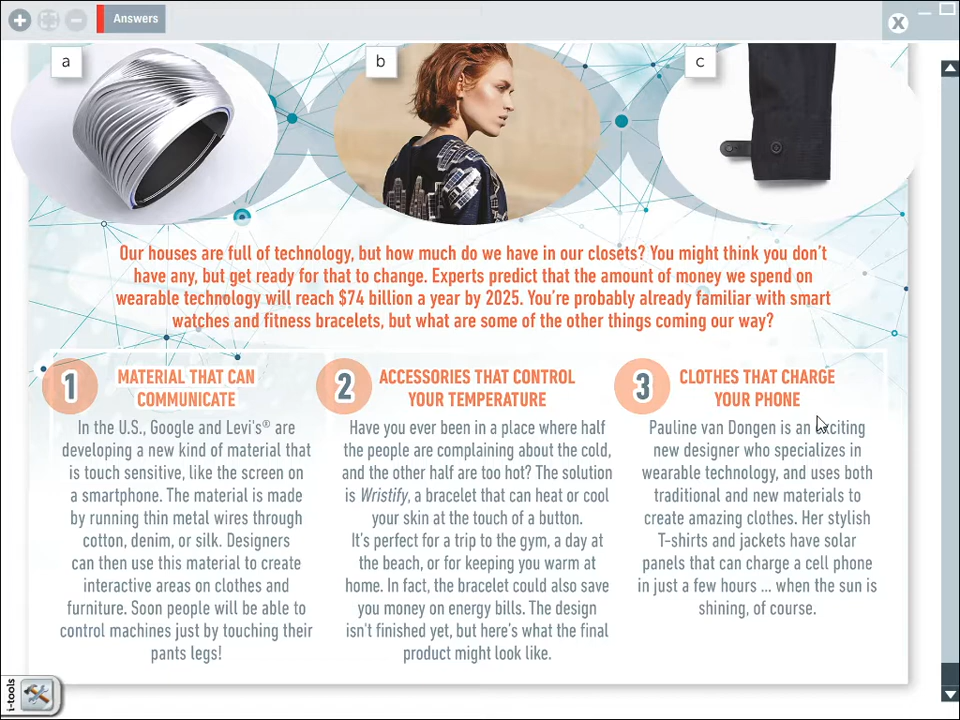 Answers
X
a
b
c
Our houses are full of technology, but how much do we have in our closets? You might think you don't
have any, but get ready for that to change. Experts predict that the amount of money we spend on
wearable technology will reach $74 billion a year by 2025. You're probably already familiar with smart
watches and fitness bracelets, but what are some of the other things coming our way?
1
MATERIAL THAT CAN
COMMUNICATE
In the U.S., Google and Levi's® are
developing a new kind of material that
is touch sensitive, like the screen on
a smartphone. The material is made
by running thin metal wires through
cotton, denim, or silk. Designers
can then use this material to create
interactive areas on clothes and
furniture. Soon people will be able to
control machines just by touching their
pants legs!
2
ACCESSORIES THAT CONTROL
YOUR TEMPERATURE
Have you ever been in a place where half
the people are complaining about the cold,
and the other half are too hot? The solution
is Wristify, a bracelet that can heat or cool
your skin at the touch of a button.
It's perfect for a trip to the gym, a day at
the beach, or for keeping you warm at
home. In fact, the bracelet could also save
you money on energy bills. The design
isn't finished yet, but here's what the final
product might look like.
3
CLOTHES THAT CHARGE
YOUR PHONE
Pauline van Dongen is an exciting
new designer who specializes in
wearable technology, and uses both
traditional and new materials to
create amazing clothes. Her stylish
T-shirts and jackets have solar
panels that can charge a cell phone
in just a few hours ... when the sun is
shining, of course.
i-tools